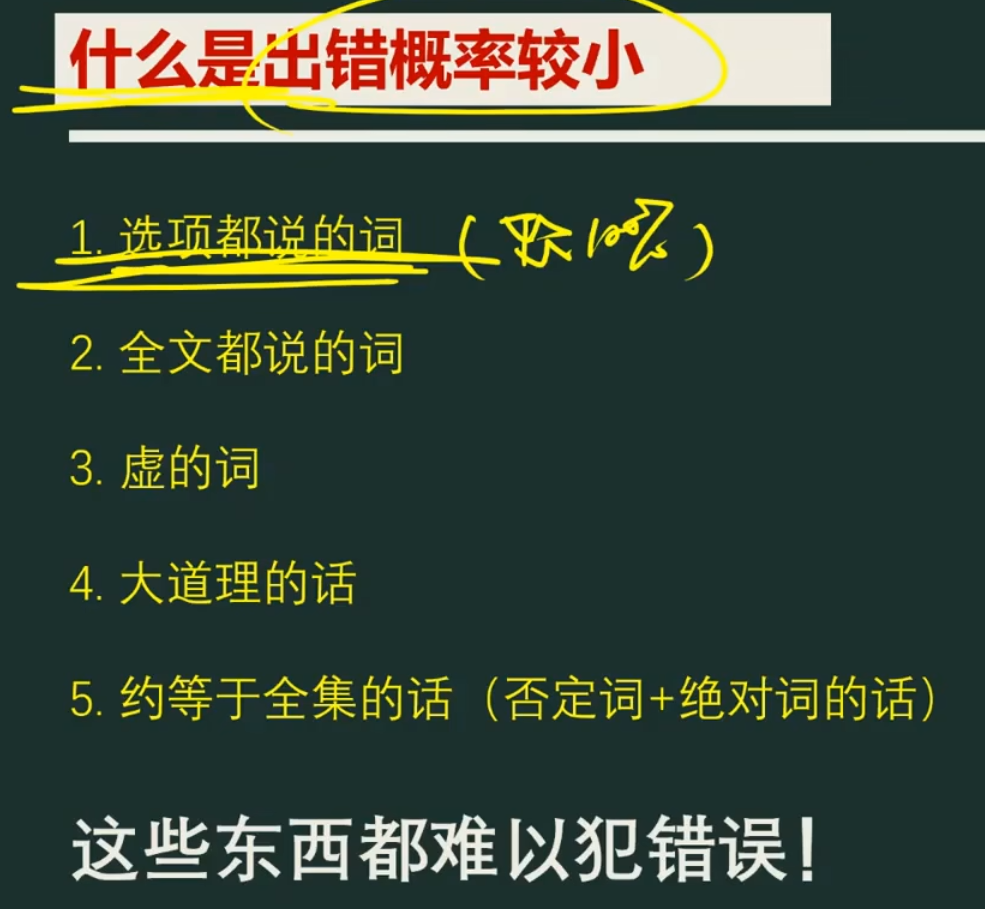 什么是出错概率较小
1. 选项都说的词 ( 100% )
2. 全文都说的词
3. 虚的词
4. 大道理的话
5. 约等于全集的话（否定词+绝对词的话）
这些东西都难以犯错误！